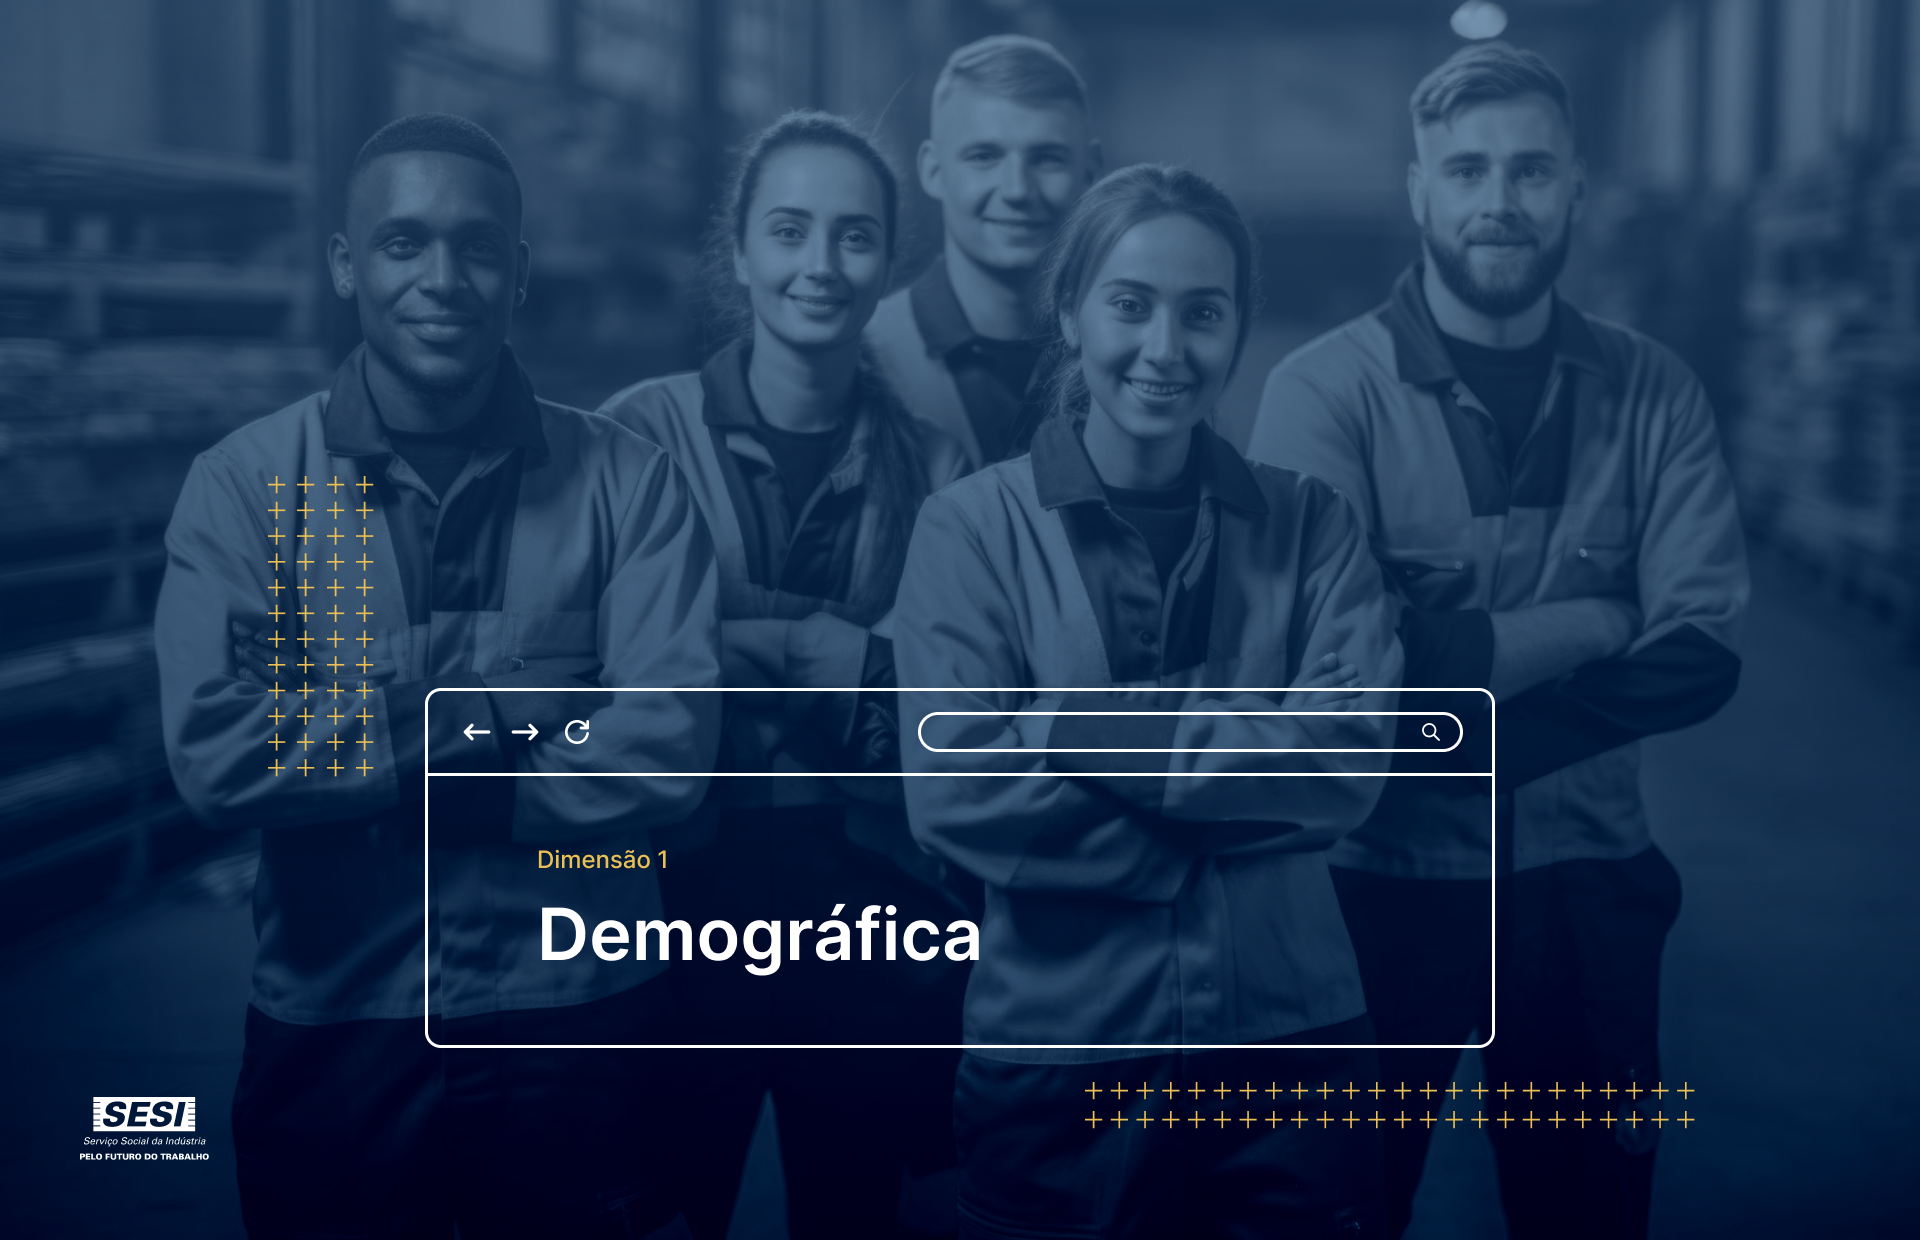 Dimensão 1
Demográfica
SESI
Serviço Social da Indústria
PELO FUTURO DO TRABALHO